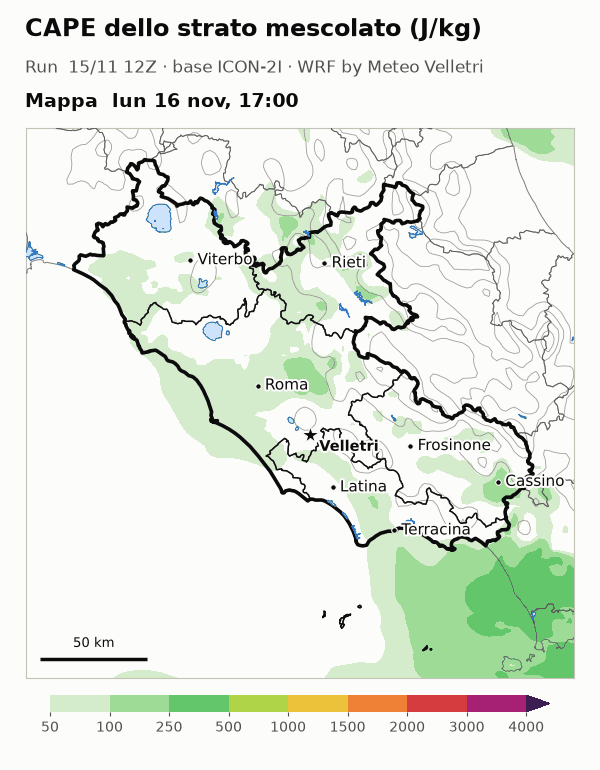 CAPE dello strato mescolato (J/kg)
Run  15/11 12Z · base ICON-2I · WRF by Meteo Velletri
Mappa  lun 16 nov, 17:00
Viterbo
Rieti
Roma
Velletri
Frosinone
Cassino
Latina
Terracina
50 km
50 100 250 500 1000 1500 2000 3000 4000